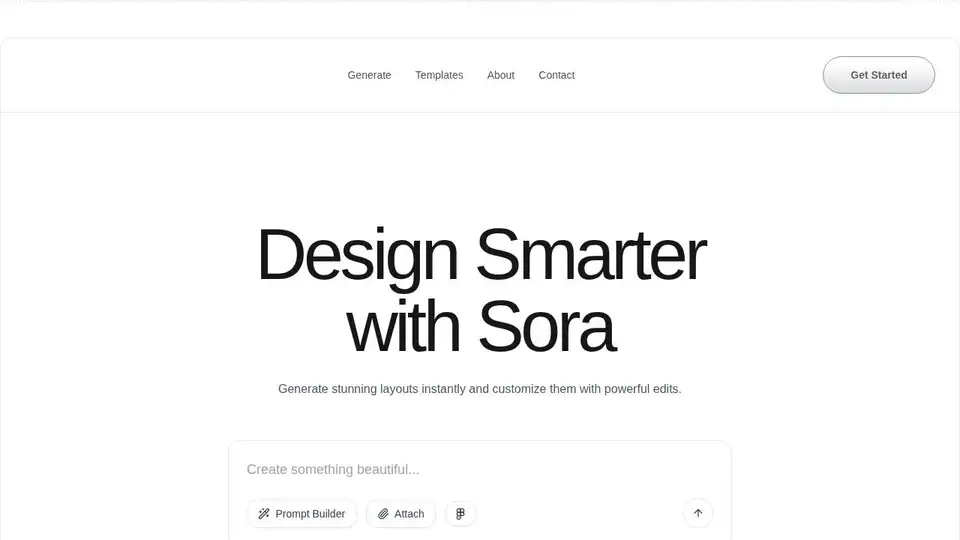 Generate Templates About Contact Get Started
Design Smarter
with Sora
Generate stunning layouts instantly and customize them with powerful edits.
Create something beautiful...
Prompt Builder Attach